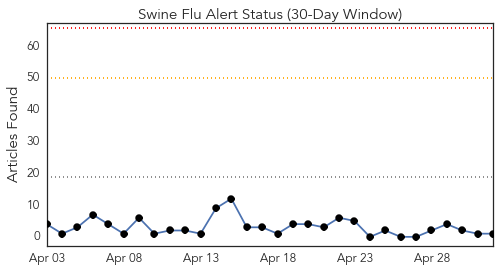 Swine Flu Alert Status (30-Day Window)
Articles Found
60
50
40
30
20
10
0
Apr 03 Apr 08 Apr 13 Apr 18 Apr 23 Apr 28